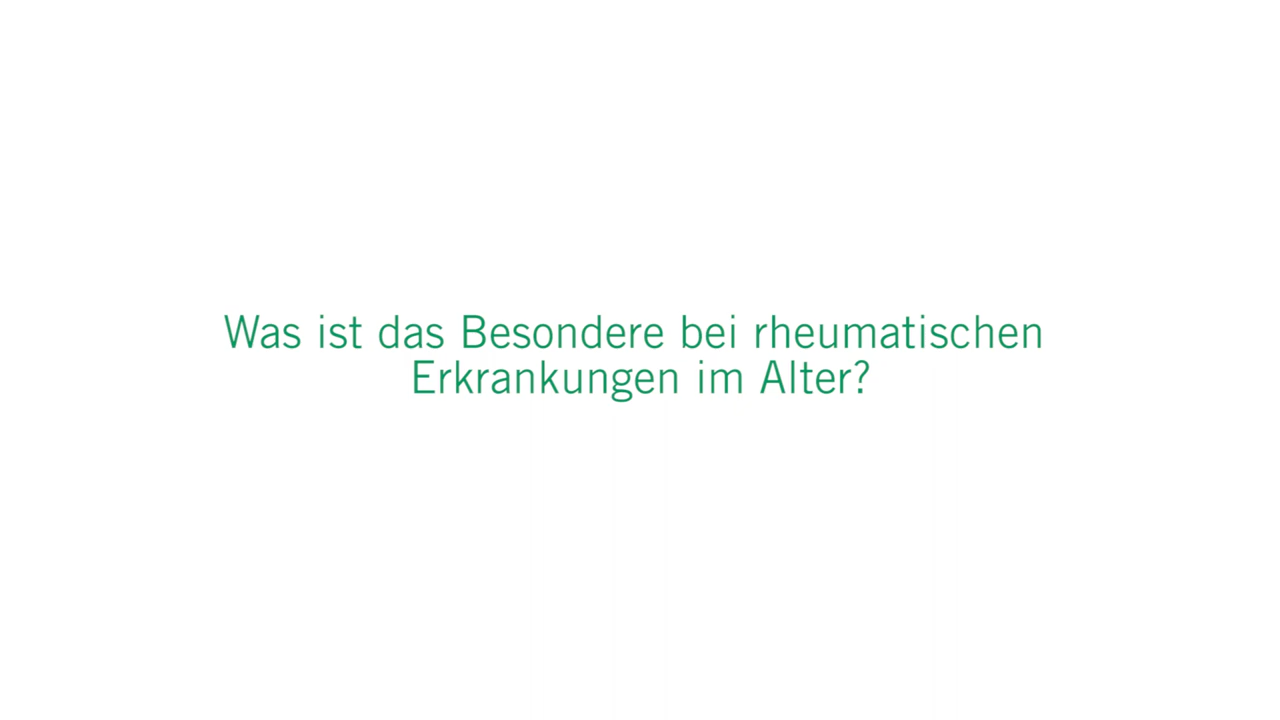 Was ist das Besondere bei rheumatischen
Erkrankungen im Alter?